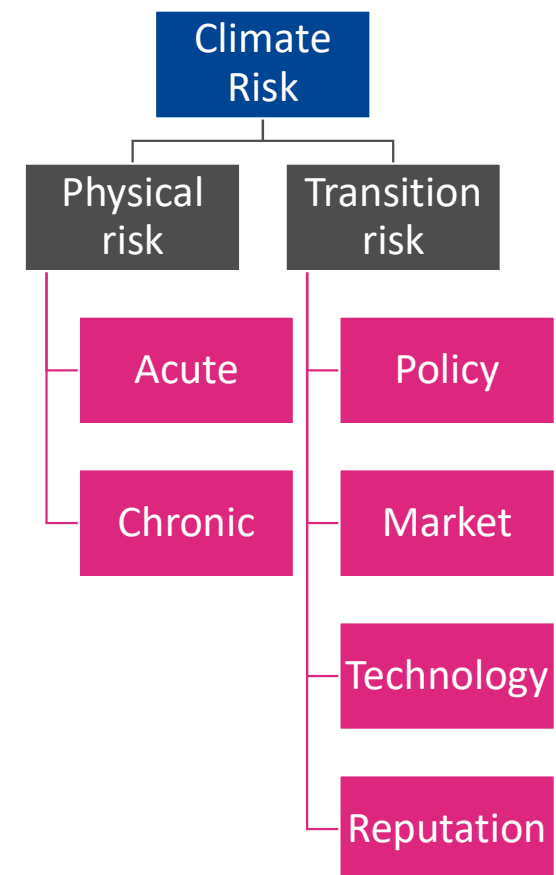 Climate
Risk
Physical
risk
Transition
risk
Acute
Policy
Chronic
Market
Technology
Reputation